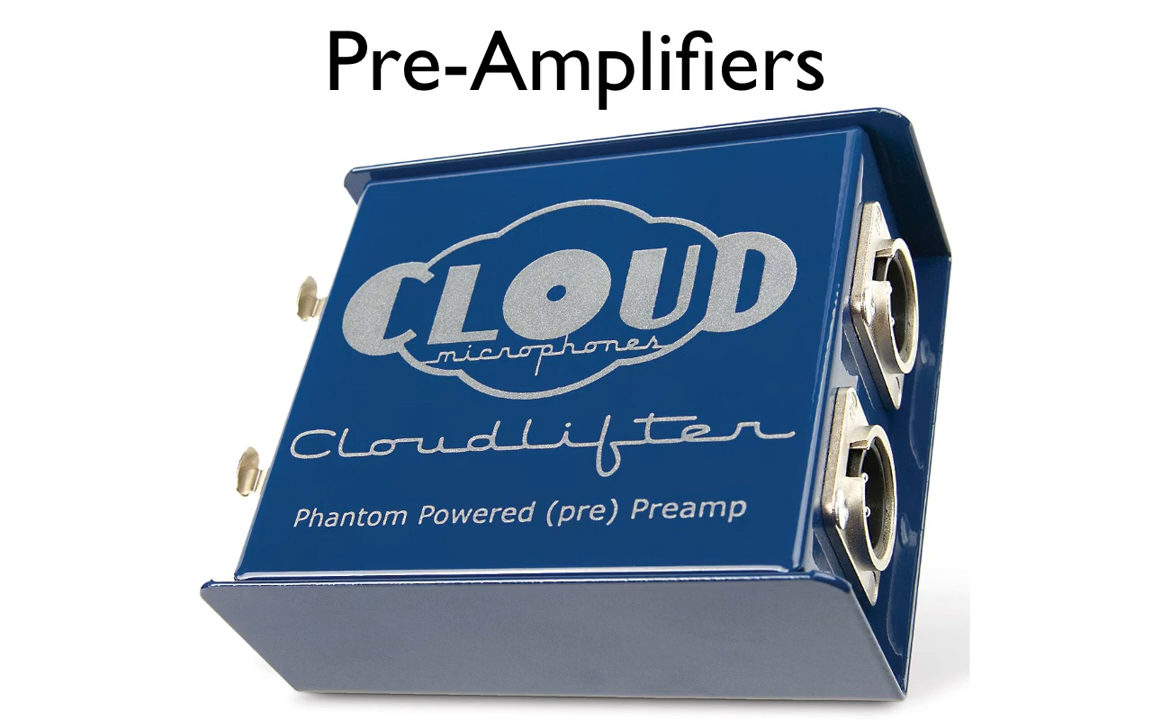 Pre-Amplifiers
CLOUD
microphones
Cloudlifter
Phantom Powered (pre) Preamp